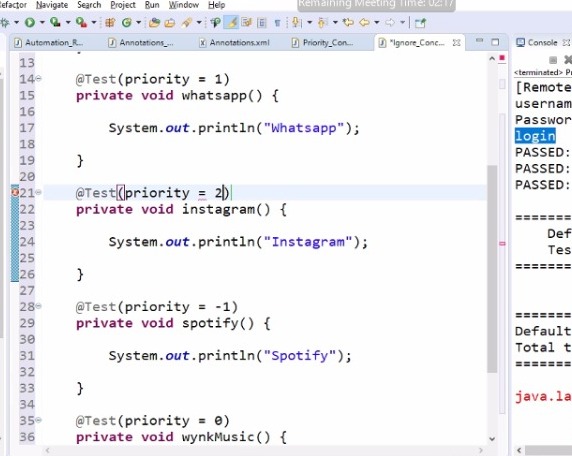 Remaining Meeting Time: 02:17
Refactor Navigate Search Project Run Window Help
Automation_R... Annotations_... Annotations.xml Priority_Con... *Ignore_Conc... Console
13
14 @Test(priority = 1)
15 private void whatsapp() {
16
17 System.out.println("Whatsapp");
18
19 }
20
21 @Test(priority = 2)
22 private void instagram() {
23
24 System.out.println("Instagram");
25
26 }
27
28 @Test(priority = -1)
29 private void spotify() {
30
31 System.out.println("Spotify");
32
33 }
34
35 @Test(priority = 0)
36 private void wynkMusic() {
<terminated> P
[Remote
usernam
Passwor
login
PASSED:
PASSED:
PASSED:
=======
Def
Tes
=======
=======
Default
Total t
=======
java.la